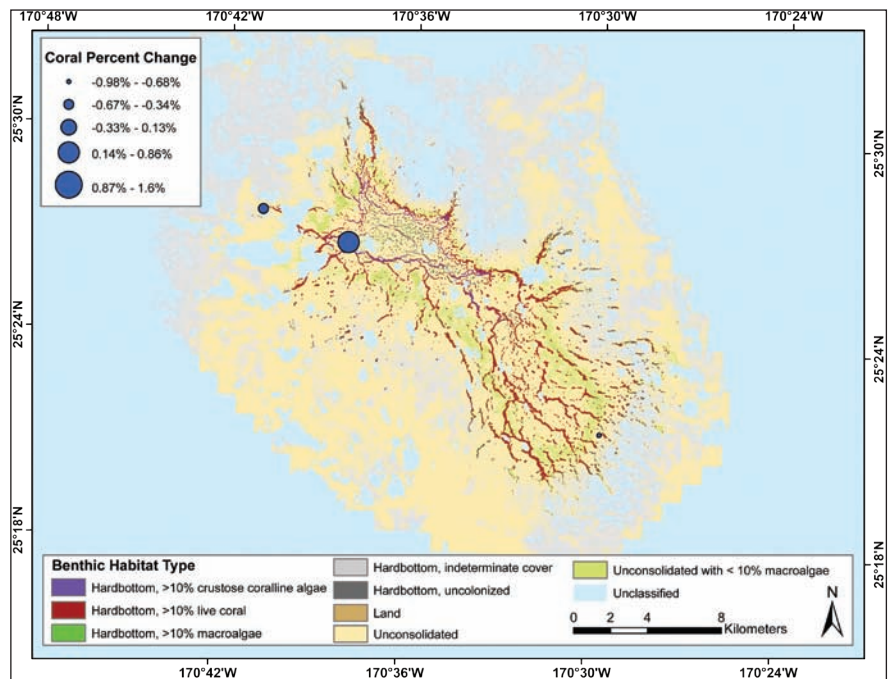 170°48'W 170°42'W 170°36'W 170°30'W 170°24'W
Coral Percent Change
-0.98% - -0.68%
-0.67% - -0.34%
-0.33% - 0.13%
0.14% - 0.86%
0.87% - 1.6%
25°30'N
25°24'N
25°18'N
25°30'N
25°24'N
25°18'N
Benthic Habitat Type
Hardbottom, >10% crustose coralline algae
Hardbottom, >10% live coral
Hardbottom, >10% macroalgae
Hardbottom, indeterminate cover
Hardbottom, uncolonized
Land
Unconsolidated
Unconsolidated with < 10% macroalgae
Unclassified
N
0 2 4 8
Kilometers
170°42'W 170°36'W 170°30'W 170°24'W